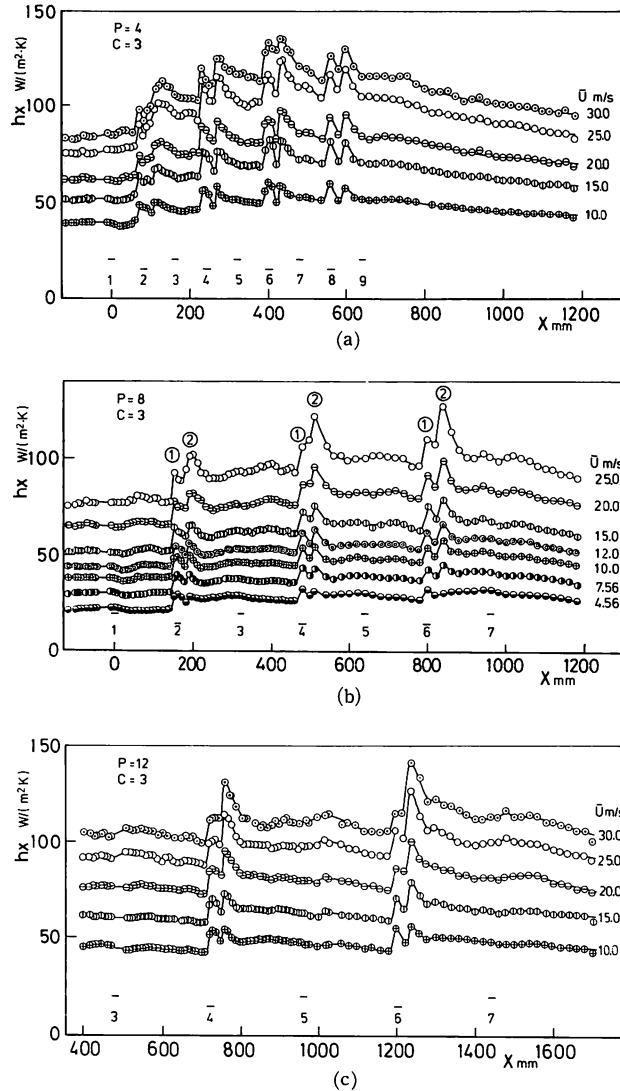 150
P=4
C=3
hx W/(m²·K)
100
50
0
Ū m/s
30.0
25.0
20.0
15.0
10.0
1 2 3 4 5 6 7 8 9
0 200 400 600 800 1000 1200
X mm
(a)
P=8
C=3
hx W/(m²·K)
100
50
0
① ② ① ② ① ②
Ū m/s
25.0
20.0
15.0
12.0
10.0
7.56
4.56
1 2 3 4 5 6 7
0 200 400 600 800 1000 1200
X mm
(b)
150
P=12
C=3
hx W/(m²K)
100
50
0
Ū m/s
30.0
25.0
20.0
15.0
10.0
3 4 5 6 7
400 600 800 1000 1200 1400 1600
X mm
(c)